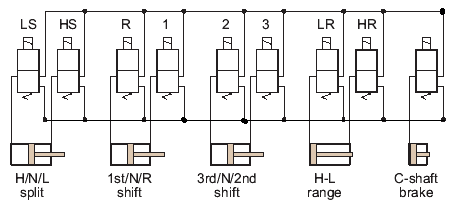 LS HS R 1 2 3 LR HR
H/N/L 1st/N/R 3rd/N/2nd H-L C-shaft
split shift shift range brake